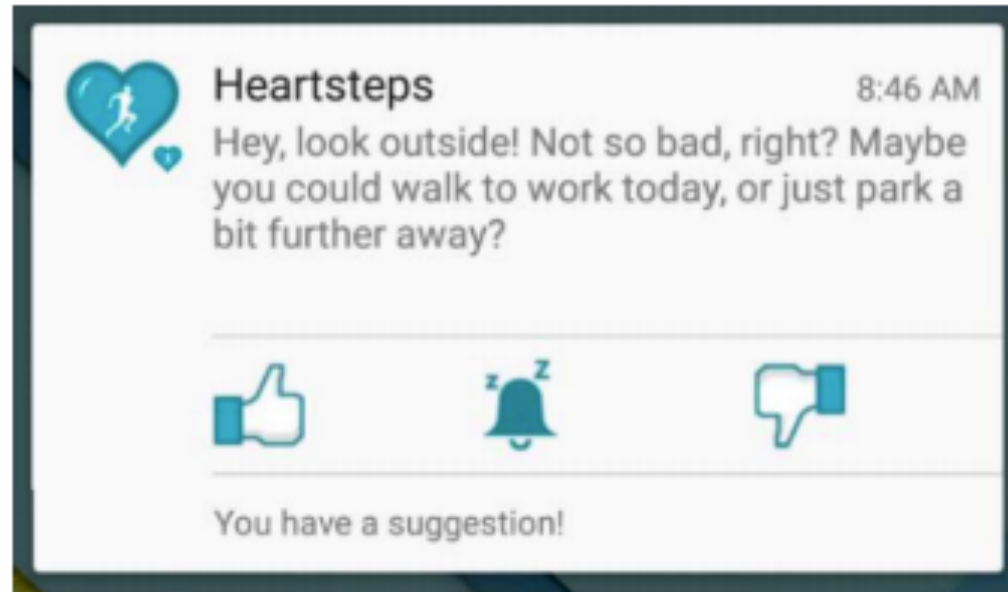 Heartsteps
8:46 AM
Hey, look outside! Not so bad, right? Maybe
you could walk to work today, or just park a
bit further away?
z Z
You have a suggestion!